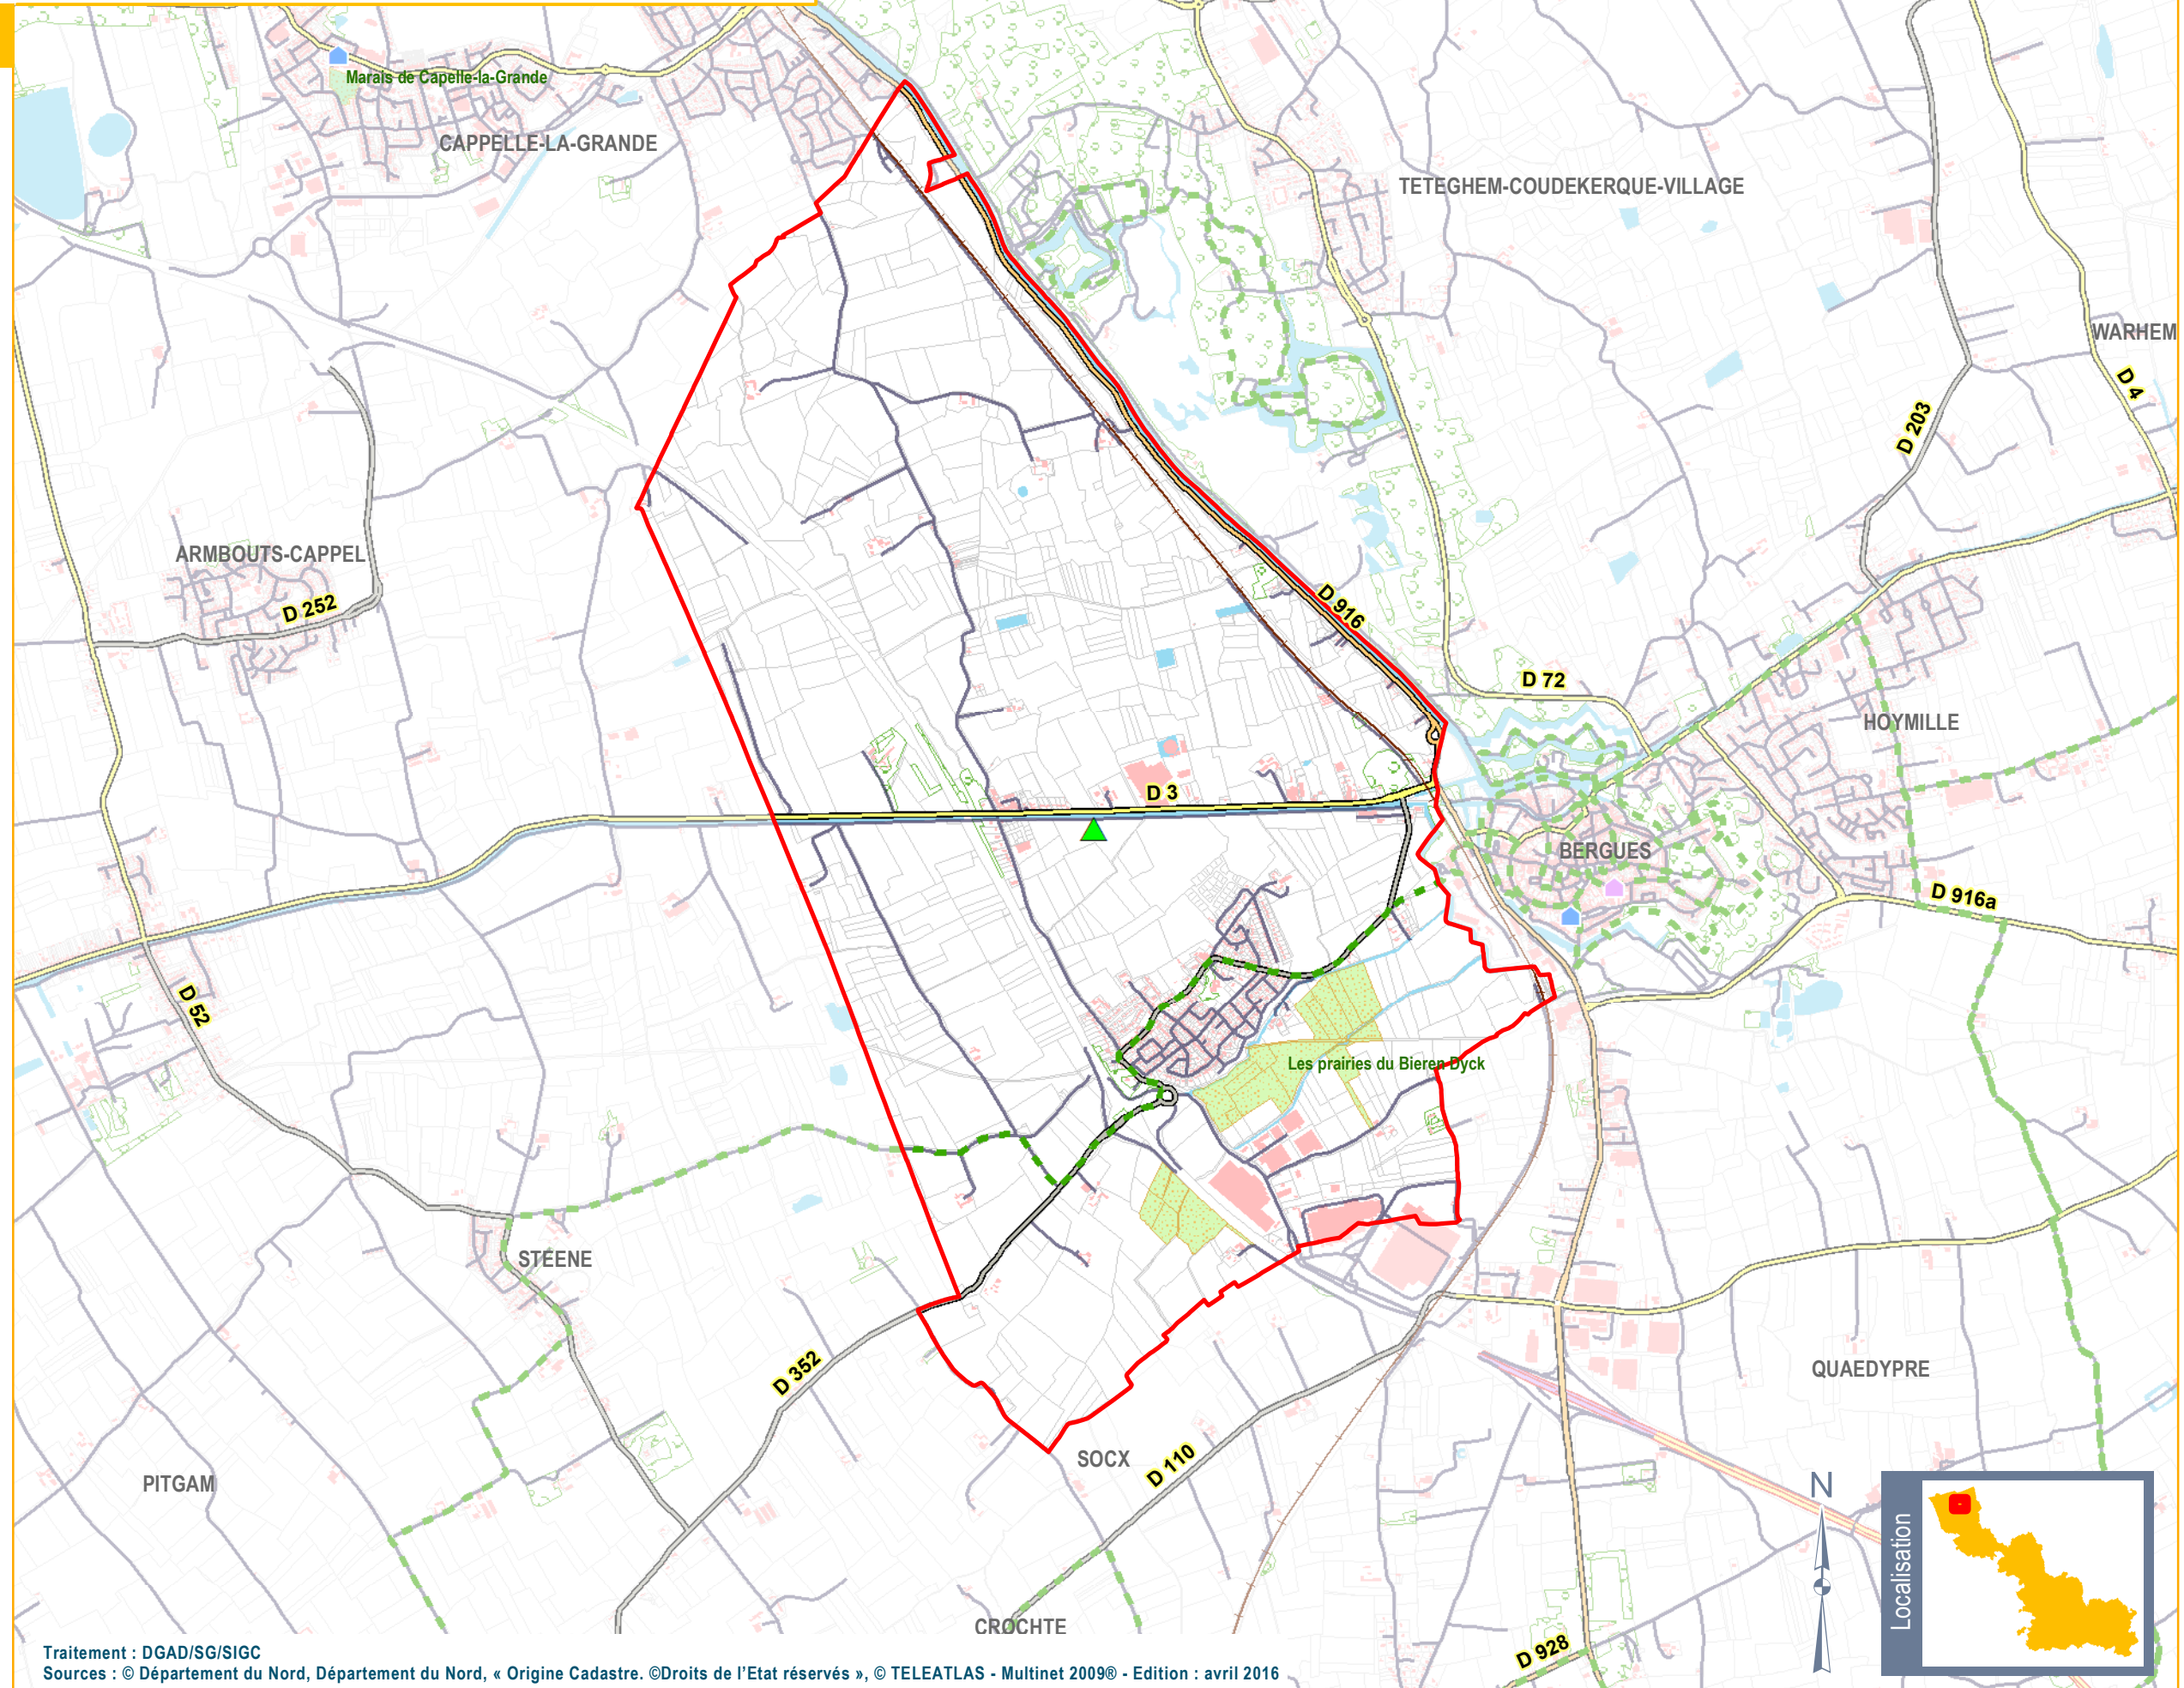 Marais de Capelle-la-Grande
CAPPELLE-LA-GRANDE
TETEGHEM-COUDEKERQUE-VILLAGE
WARHEM
D 4
D 203
ARMBOUTS-CAPPEL
D 252
D 916
D 72
HOYMILLE
D 3
BERGUES
D 916a
D 52
Les prairies du Bieren Dyck
STEENE
D 352
QUAEDYPRE
SOCX
D 110
PITGAM
N
Localisation
CROCHTE
D 928
Traitement : DGAD/SG/SIGC
Sources : © Département du Nord, Département du Nord, « Origine Cadastre. ©Droits de l'Etat réservés », © TELEATLAS - Multinet 2009® - Edition : avril 2016